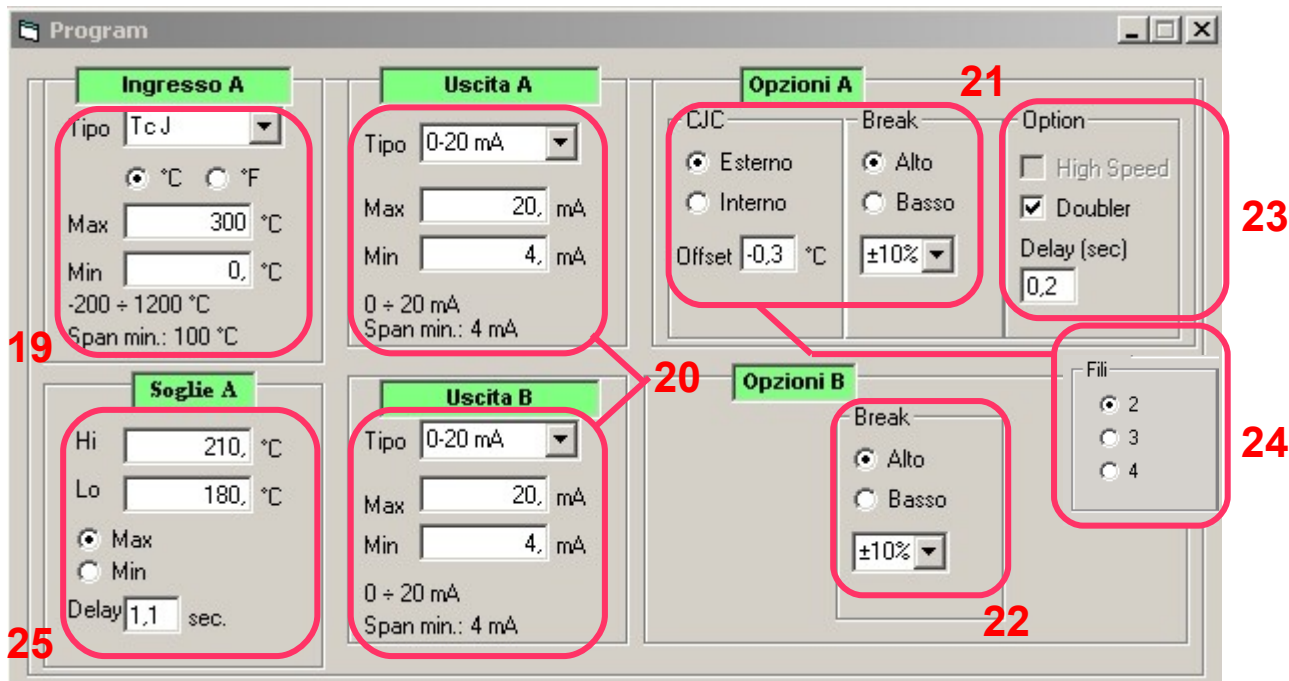 Program
Ingresso A
Tipo TcJ
°C °F
Max 300 °C
Min 0, °C
-200 ÷ 1200 °C
Span min.: 100 °C
19
Uscita A
Tipo 0-20 mA
Max 20, mA
Min 4, mA
0 ÷ 20 mA
Span min.: 4 mA
20
Opzioni A
21
CJC
Esterno
Interno
Offset -0,3 °C
Break
Alto
Basso
±10%
Option
High Speed
Doubler
Delay (sec)
0,2
23
Soglie A
Hi 210, °C
Lo 180, °C
Max
Min
Delay 1,1 sec.
25
Uscita B
Tipo 0-20 mA
Max 20, mA
Min 4, mA
0 ÷ 20 mA
Span min.: 4 mA
Opzioni B
Break
Alto
Basso
±10%
22
Fili
2
3
4
24